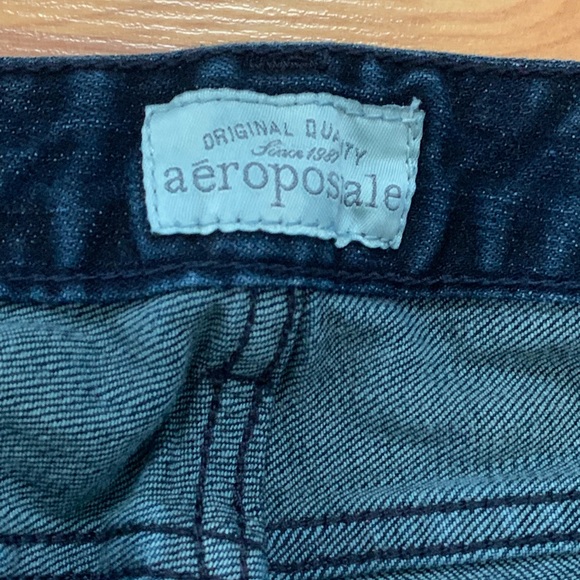 ORIGINAL QUALITY
Since 1987
aéropostale